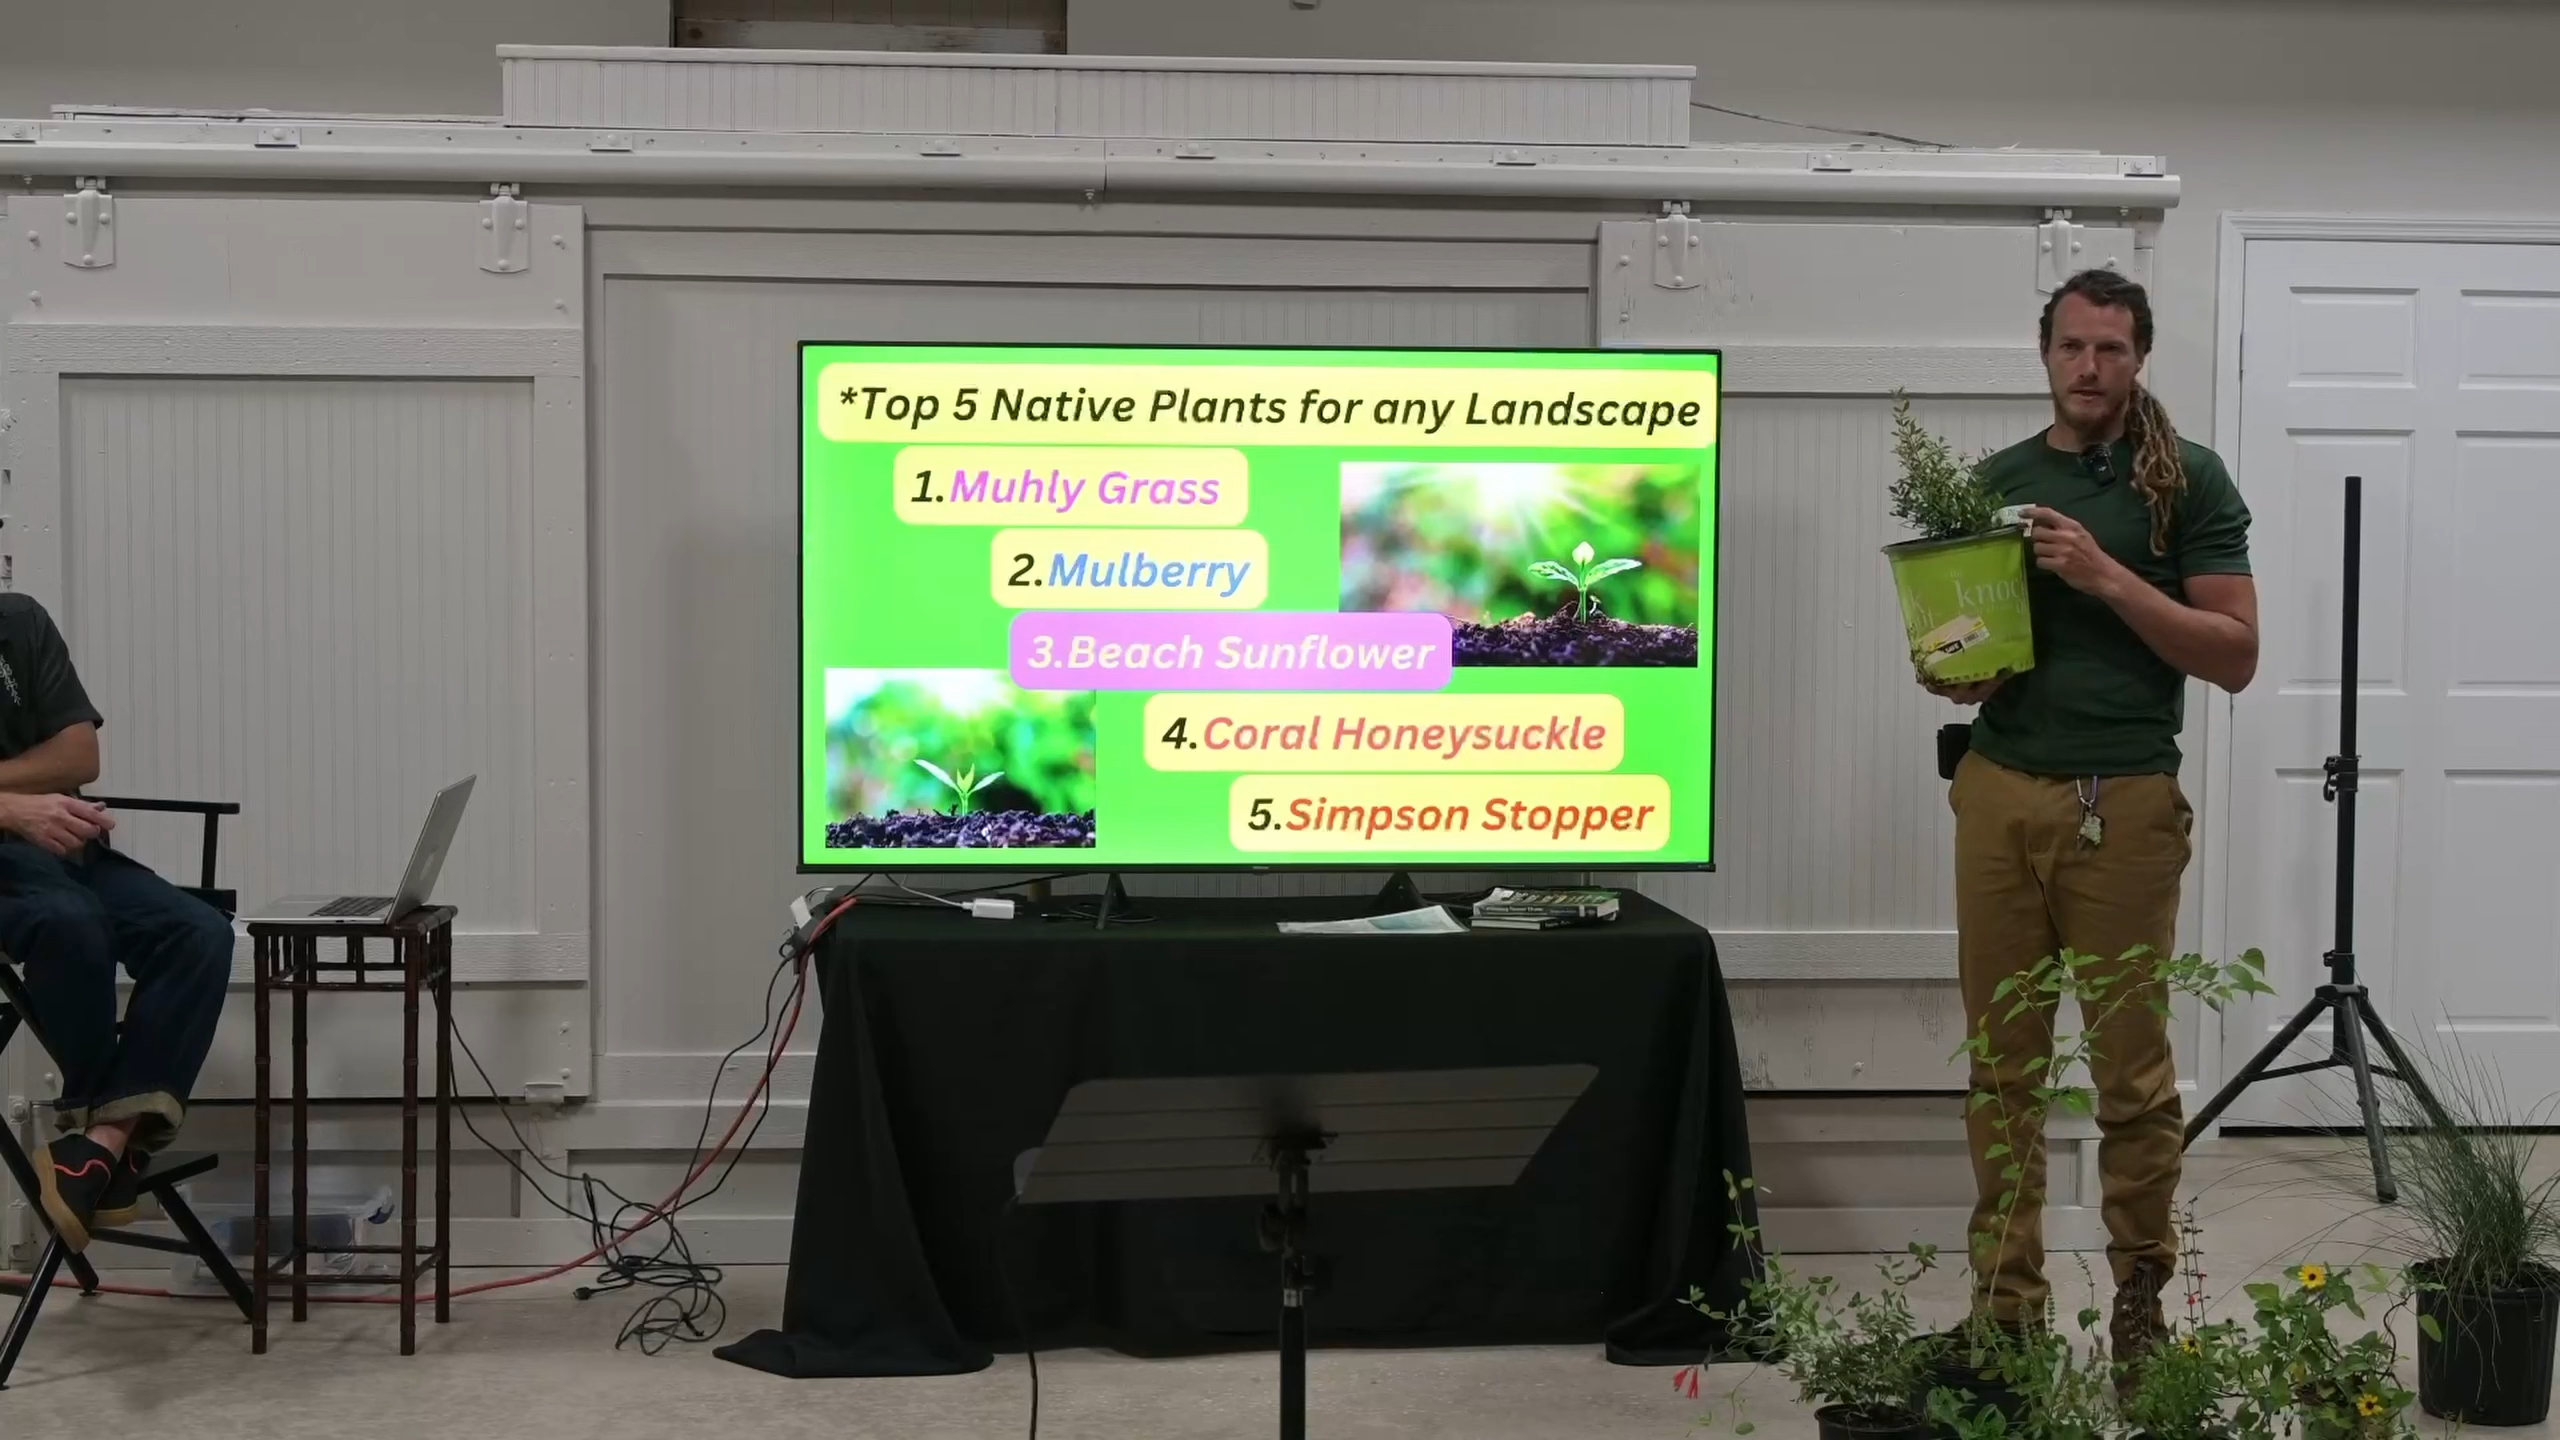 *Top 5 Native Plants for any Landscape
1.Muhly Grass
2.Mulberry
3.Beach Sunflower
4.Coral Honeysuckle
5.Simpson Stopper